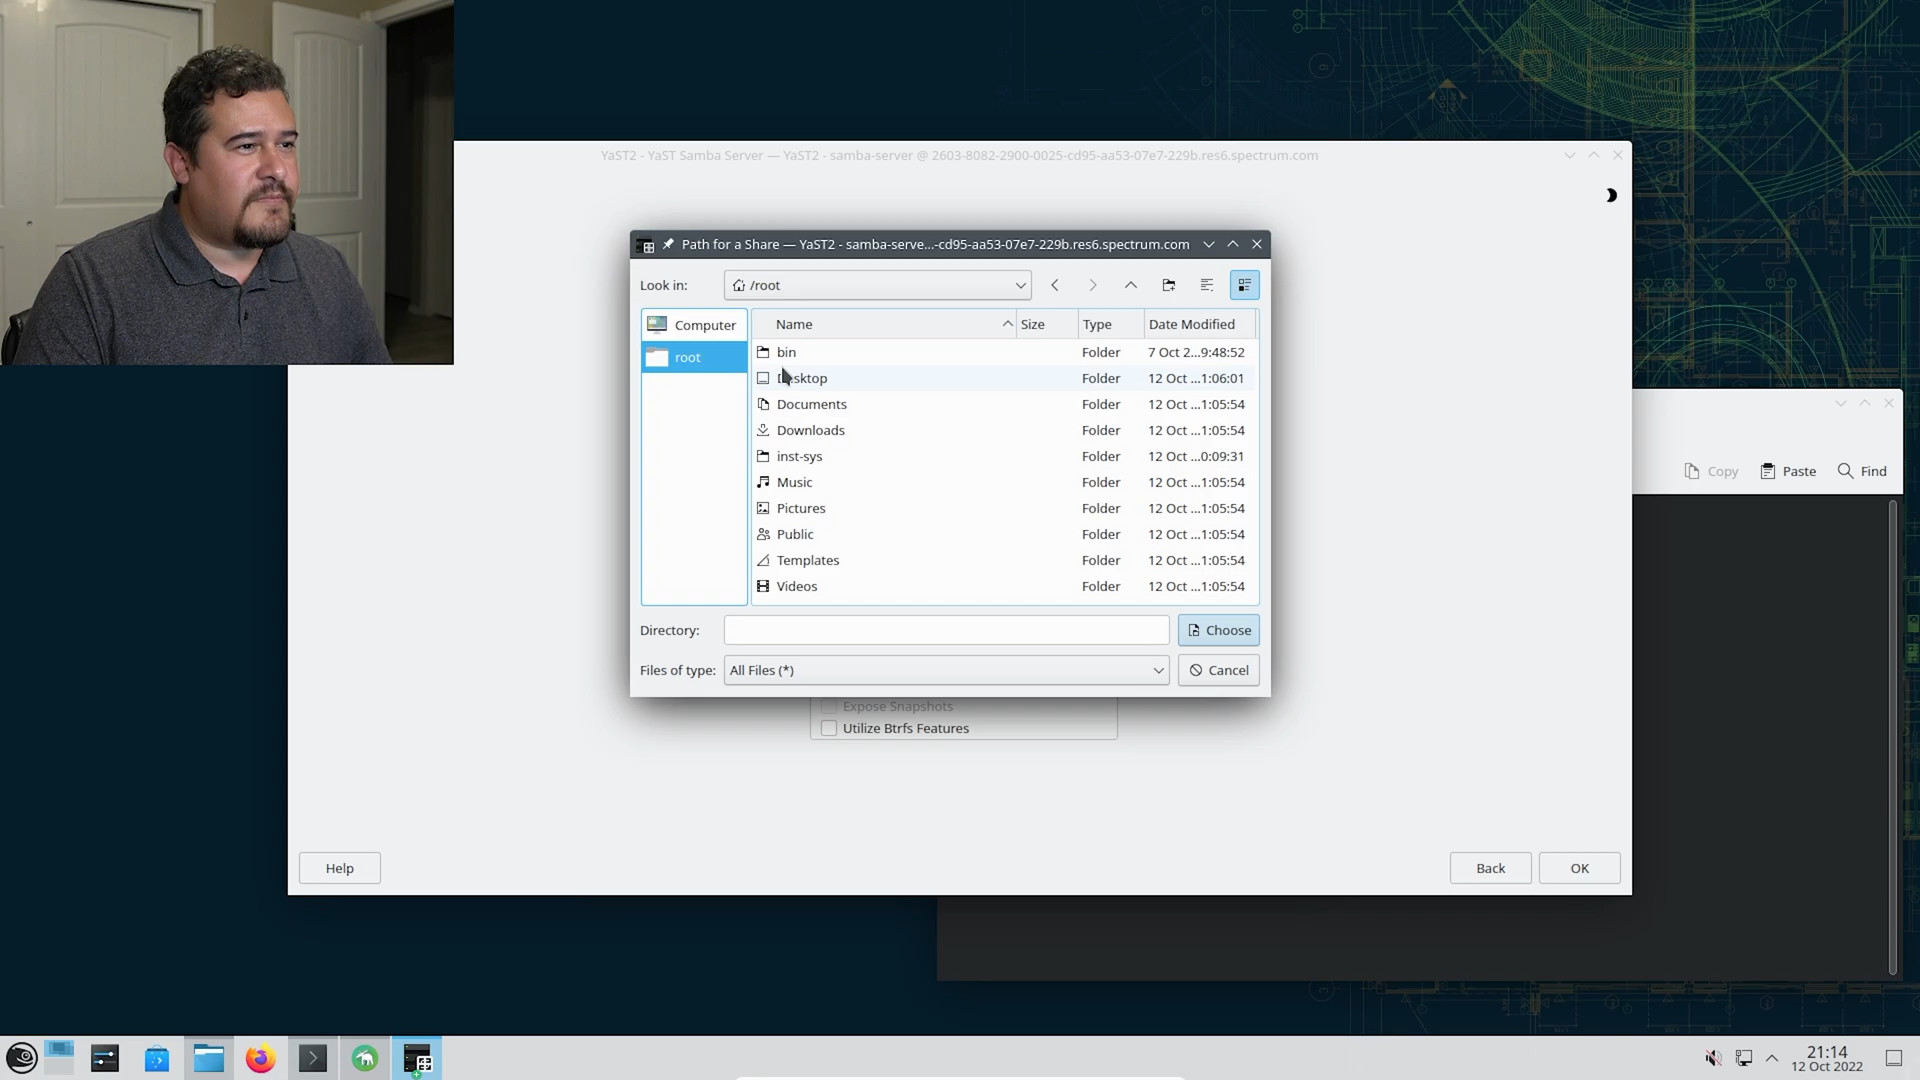 YaST2 - YaST Samba Server — YaST2 - samba-server @ 2603-8082-2900-0025-cd95-aa53-07e7-229b.res6.spectrum.com
Path for a Share — YaST2 - samba-serve...-cd95-aa53-07e7-229b.res6.spectrum.com
Look in: /root
Computer
root
Name Size Type Date Modified
bin Folder 7 Oct 2...9:48:52
Folder 12 Oct ...1:06:01
Documents Folder 12 Oct ...1:05:54
Downloads Folder 12 Oct ...1:05:54
inst-sys Folder 12 Oct ...0:09:31
Music Folder 12 Oct ...1:05:54
Pictures Folder 12 Oct ...1:05:54
Public Folder 12 Oct ...1:05:54
Templates Folder 12 Oct ...1:05:54
Videos Folder 12 Oct ...1:05:54
Directory: Choose
Files of type: All Files (*) Cancel
Expose Snapshots
Utilize Btrfs Features
Help Back OK
Copy Paste Find
21:14
12 Oct 2022